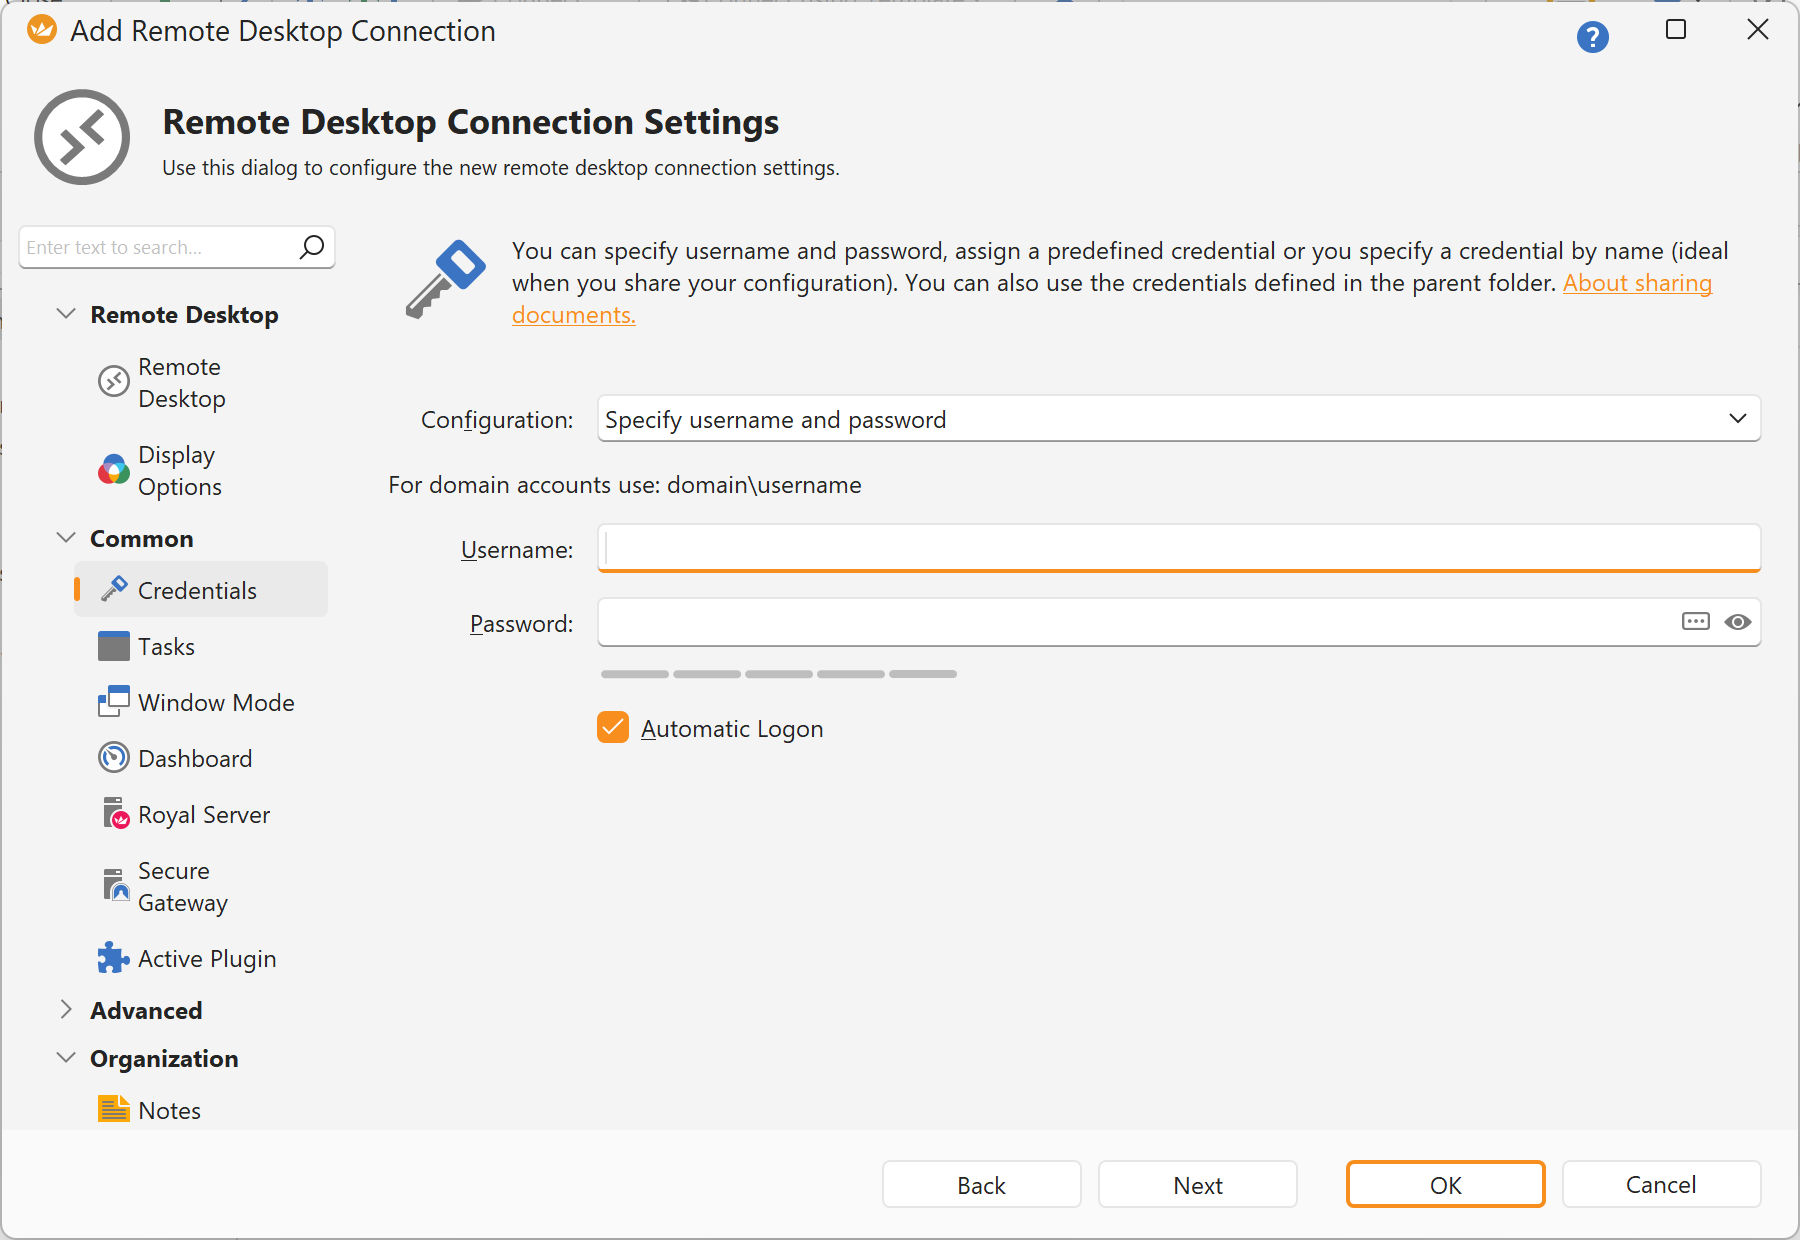 Add Remote Desktop Connection
?
Remote Desktop Connection Settings
Use this dialog to configure the new remote desktop connection settings.
Enter text to search...
You can specify username and password, assign a predefined credential or you specify a credential by name (ideal
when you share your configuration). You can also use the credentials defined in the parent folder. About sharing
documents.
Remote Desktop
Remote
Desktop
Display
Options
Common
Credentials
Tasks
Window Mode
Dashboard
Royal Server
Secure
Gateway
Active Plugin
Advanced
Organization
Notes
Configuration: Specify username and password
For domain accounts use: domain\username
Username:
Password:
Automatic Logon
Back Next OK Cancel